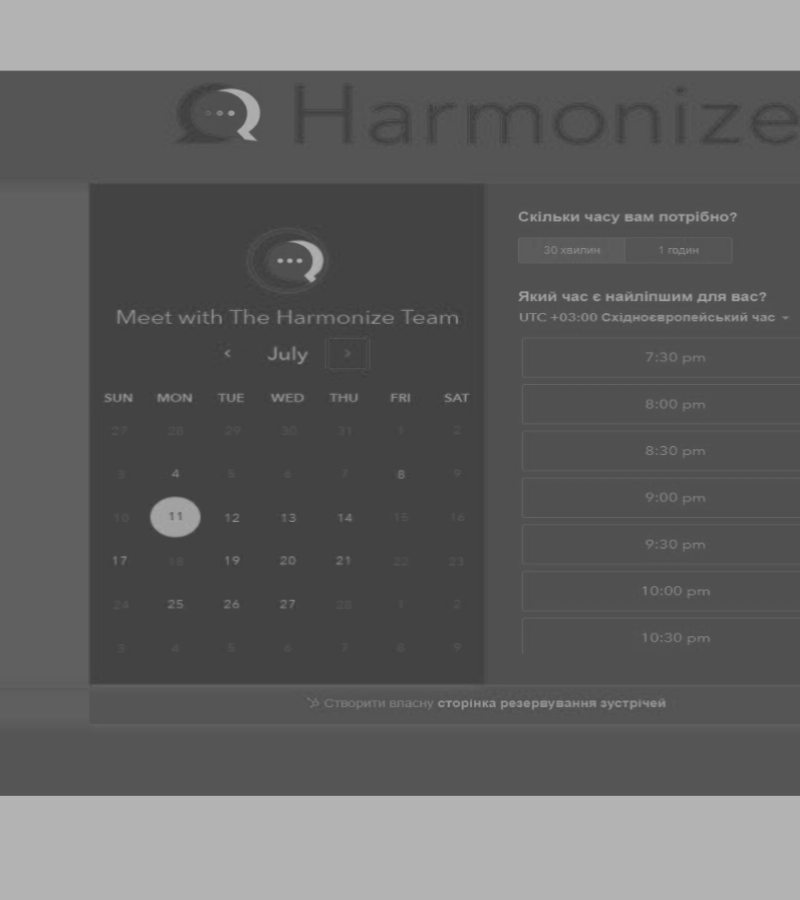 Harmonize
Meet with The Harmonize Team
‹ July ›
SUN MON TUE WED THU FRI SAT
27 28 29 30 31 1 2
3 4 5 6 7 8 9
10 11 12 13 14 15 16
17 18 19 20 21 22 23
24 25 26 27 28 1 2
3 4 5 6 7 8 9
Скільки часу вам потрібно?
30 хвилин 1 годин
Який час є найліпшим для вас?
UTC +03:00 Східноєвропейський час
7:30 pm
8:00 pm
8:30 pm
9:00 pm
9:30 pm
10:00 pm
10:30 pm
Створити власну сторінка резервування зустрічей